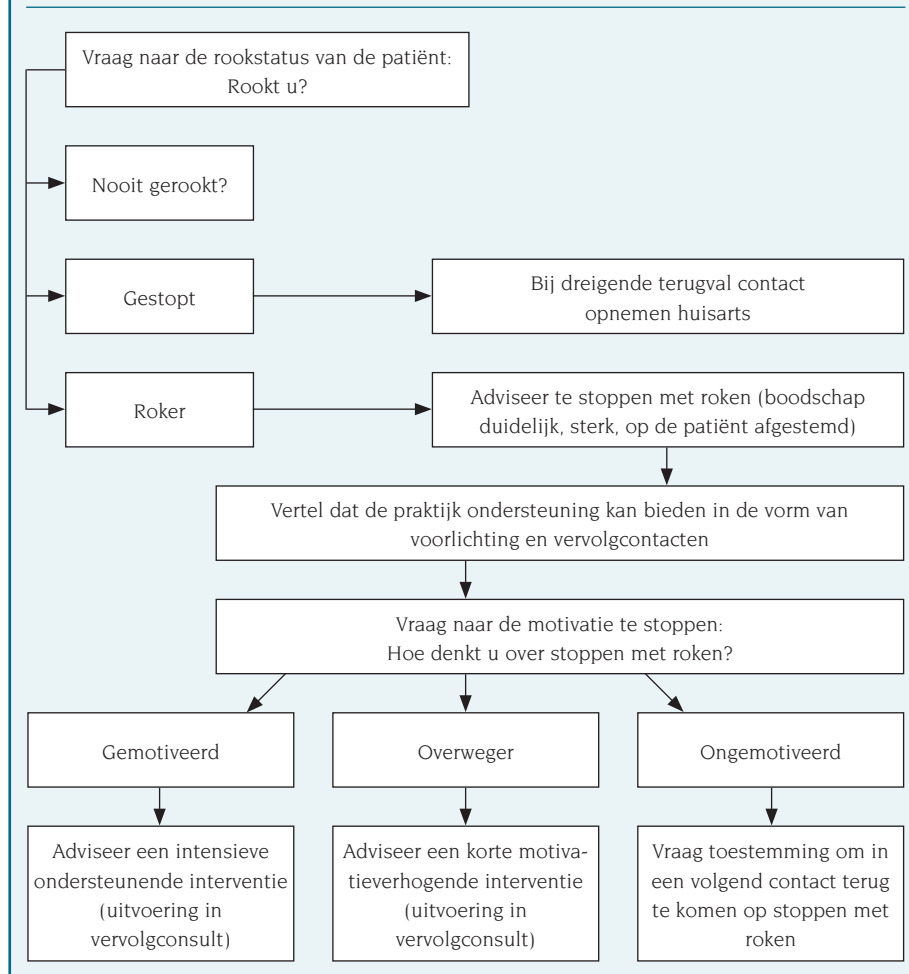 Vraag naar de rookstatus van de patiënt:
Rookt u?
Nooit gerookt?
Gestopt
Bij dreigende terugval contact
opnemen huisarts
Roker
Adviseer te stoppen met roken (boodschap
duidelijk, sterk, op de patiënt afgestemd)
Vertel dat de praktijk ondersteuning kan bieden in de vorm van
voorlichting en vervolgcontacten
Vraag naar de motivatie te stoppen:
Hoe denkt u over stoppen met roken?
Gemotiveerd
Overweger
Ongemotiveerd
Adviseer een intensieve
ondersteunende interventie
(uitvoering in
vervolgconsult)
Adviseer een korte motiva-
tieverhogende interventie
(uitvoering in
vervolgconsult)
Vraag toestemming om in
een volgend contact terug
te komen op stoppen met
roken